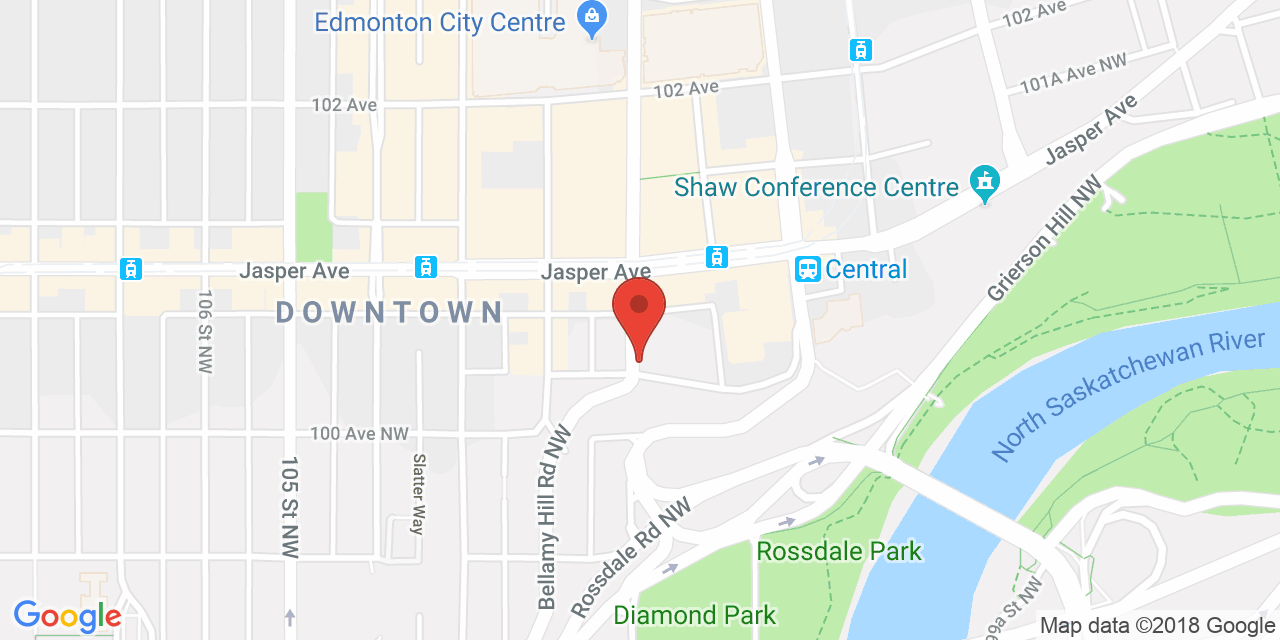 102 Ave
Edmonton City Centre
101A Ave NW
102 Ave
102 Ave
Jasper Ave
Shaw Conference Centre
Grierson Hill NW
Jasper Ave
Jasper Ave
Central
106 St NW
DOWNTOWN
North Saskatchewan River
100 Ave NW
Slatter Way
105 St NW
Bellamy Hill Rd NW
Rossdale Rd NW
Rossdale Park
Diamond Park
99a St NW
Google
Map data ©2018 Google